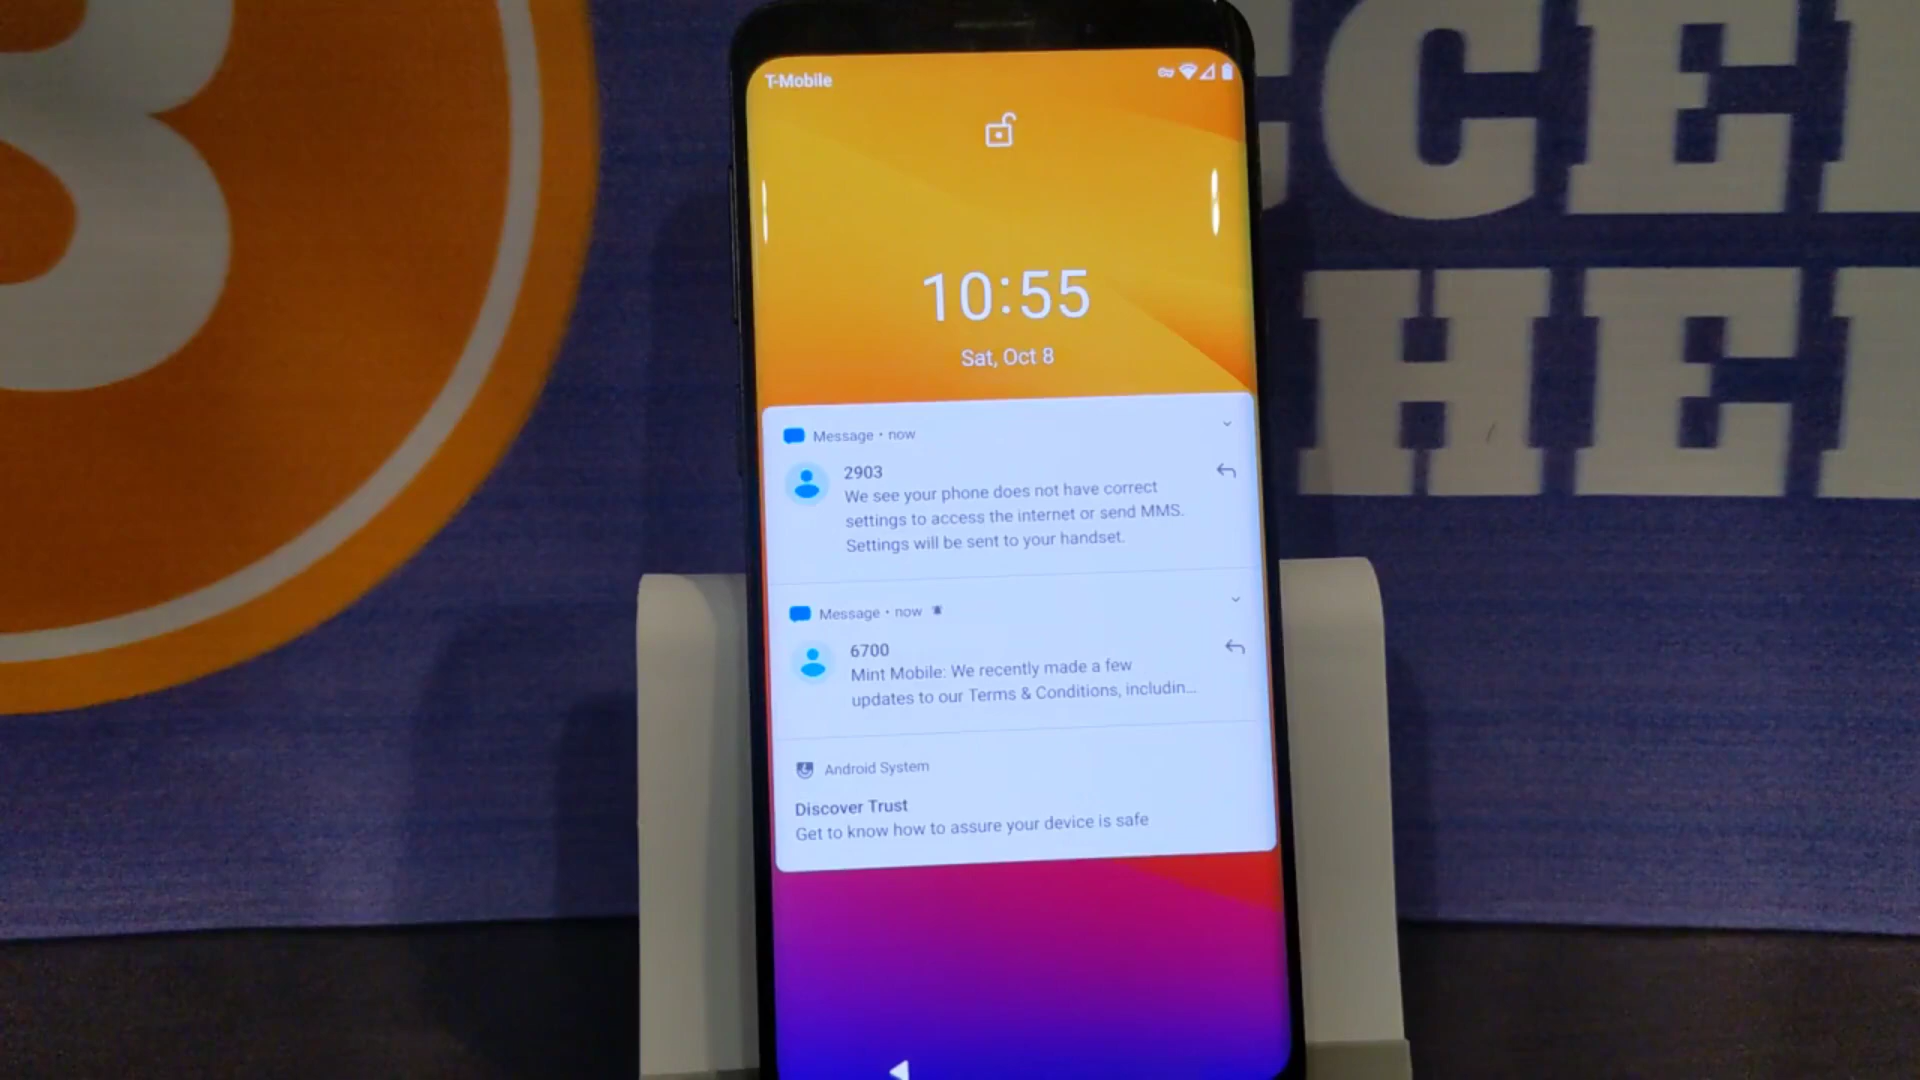 T-Mobile
10:55
Sat, Oct 8
Message • now
2903
We see your phone does not have correct
settings to access the internet or send MMS.
Settings will be sent to your handset.
Message • now
6700
Mint Mobile: We recently made a few
updates to our Terms & Conditions, includin...
Android System
Discover Trust
Get to know how to assure your device is safe